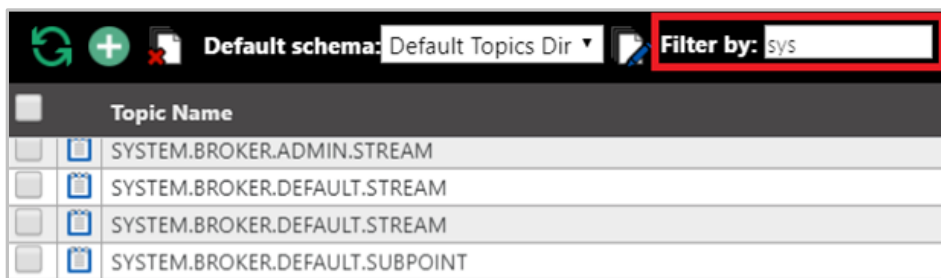 Default schema: Default Topics Dir Filter by: sys
Topic Name
SYSTEM.BROKER.ADMIN.STREAM
SYSTEM.BROKER.DEFAULT.STREAM
SYSTEM.BROKER.DEFAULT.STREAM
SYSTEM.BROKER.DEFAULT.SUBPOINT